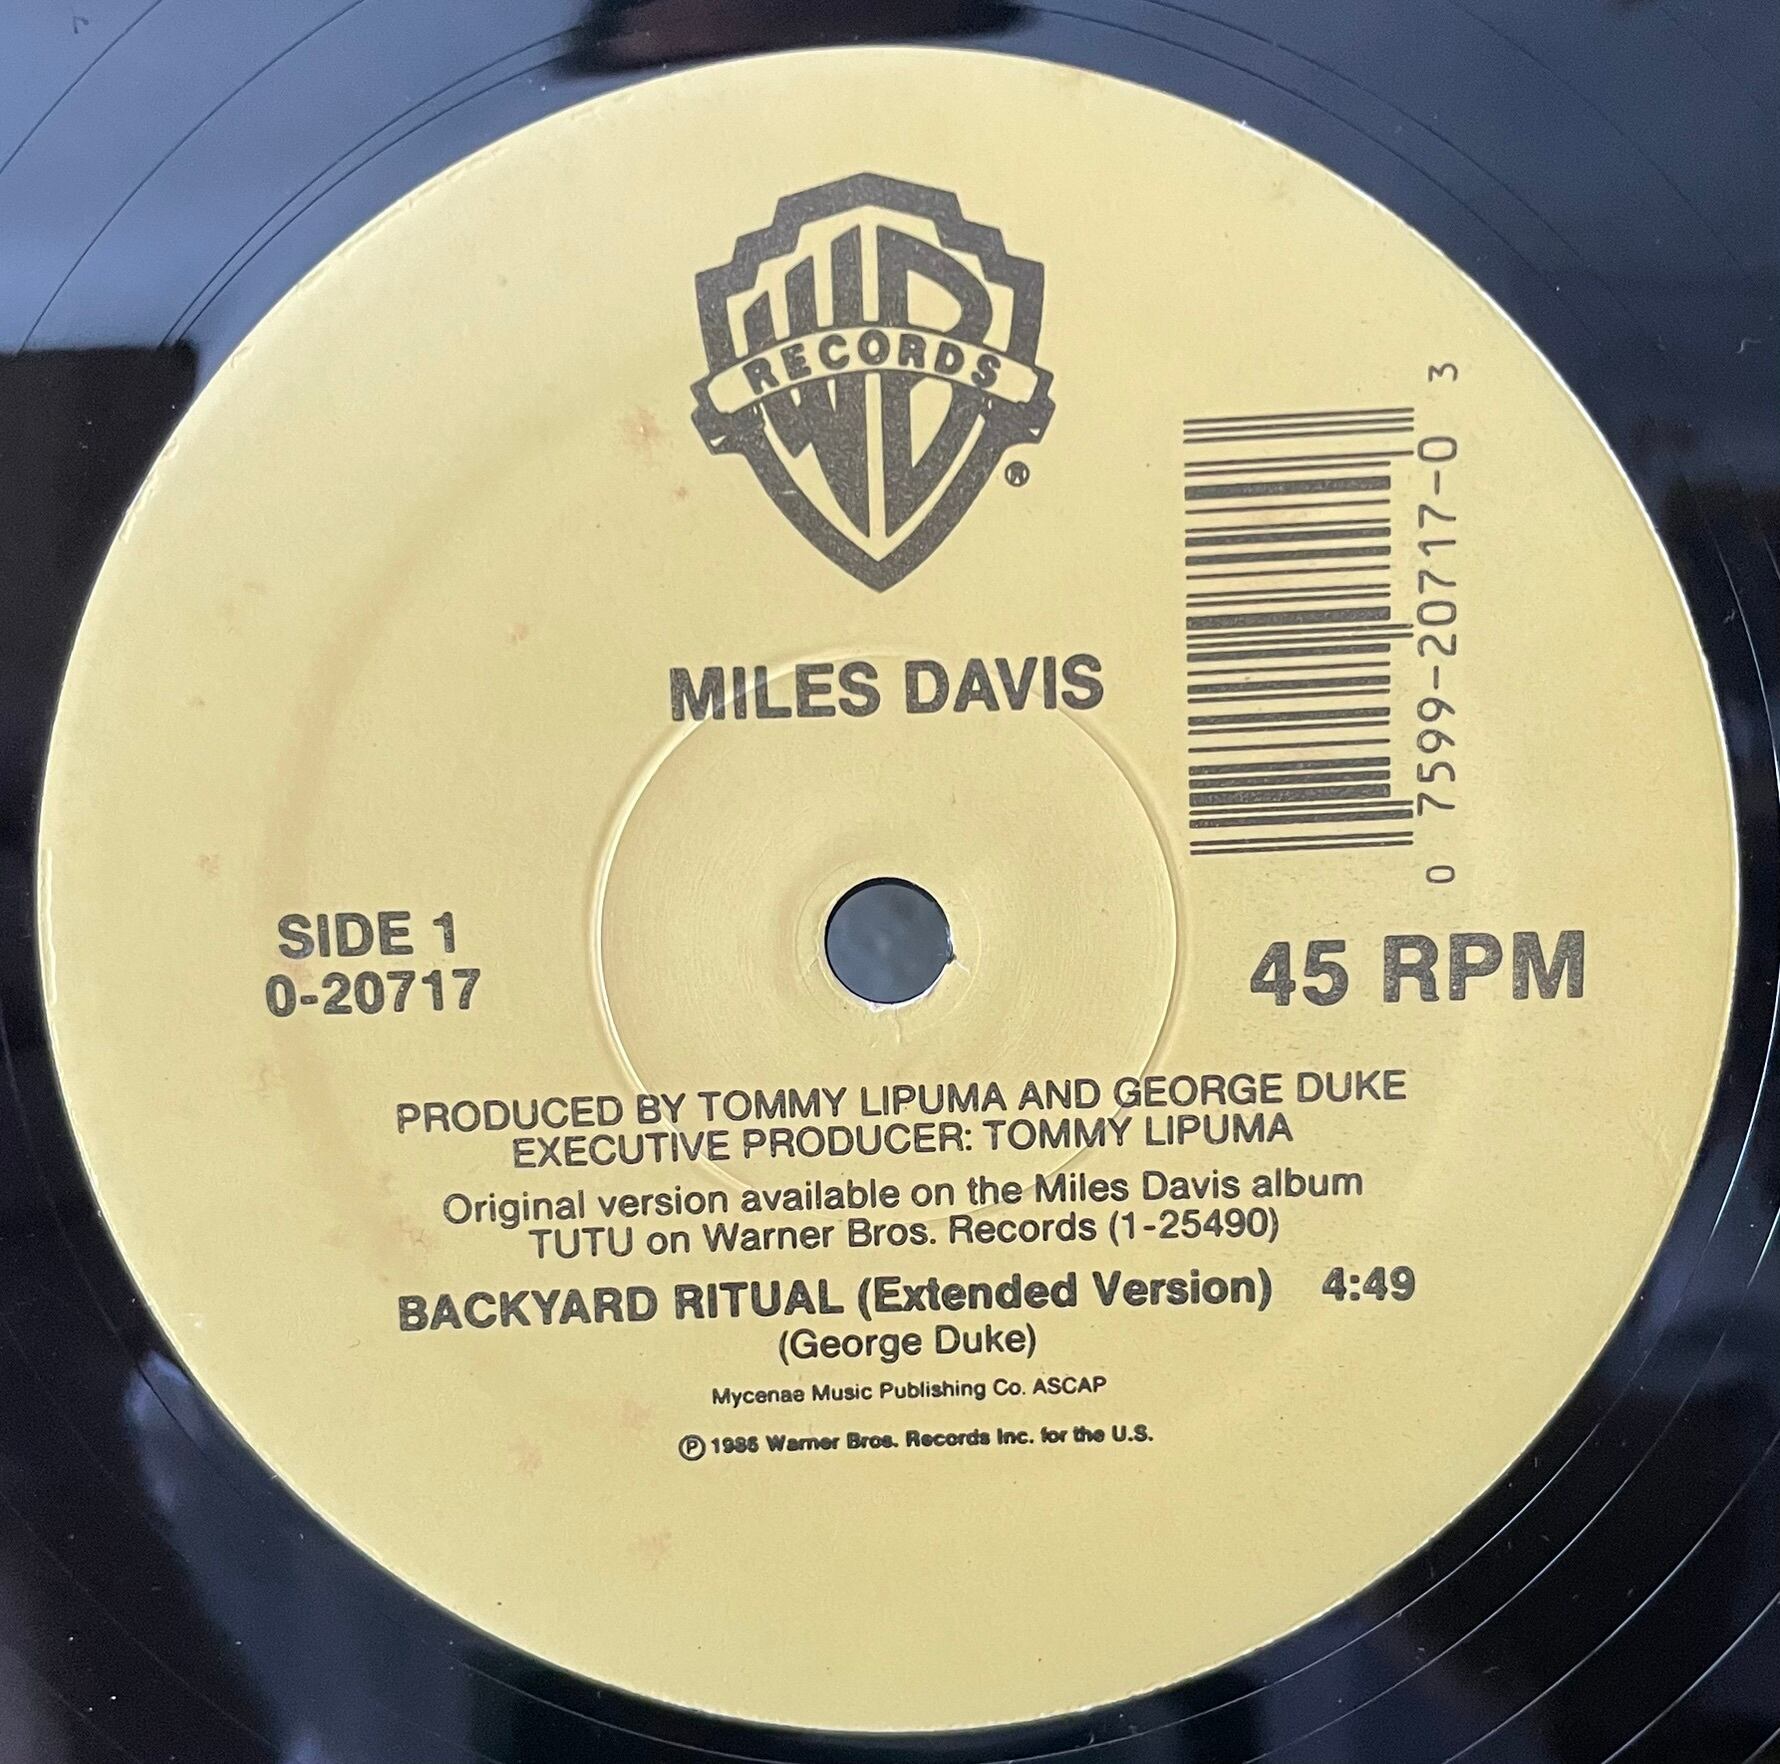 WB
RECORDS
®
MILES DAVIS
0 7599-20717-0 3
SIDE 1
0-20717
45 RPM
PRODUCED BY TOMMY LIPUMA AND GEORGE DUKE
EXECUTIVE PRODUCER: TOMMY LIPUMA
Original version available on the Miles Davis album
TUTU on Warner Bros. Records (1-25490)
BACKYARD RITUAL (Extended Version) 4:49
(George Duke)
Mycenae Music Publishing Co. ASCAP
℗ 1986 Warner Bros. Records Inc. for the U.S.